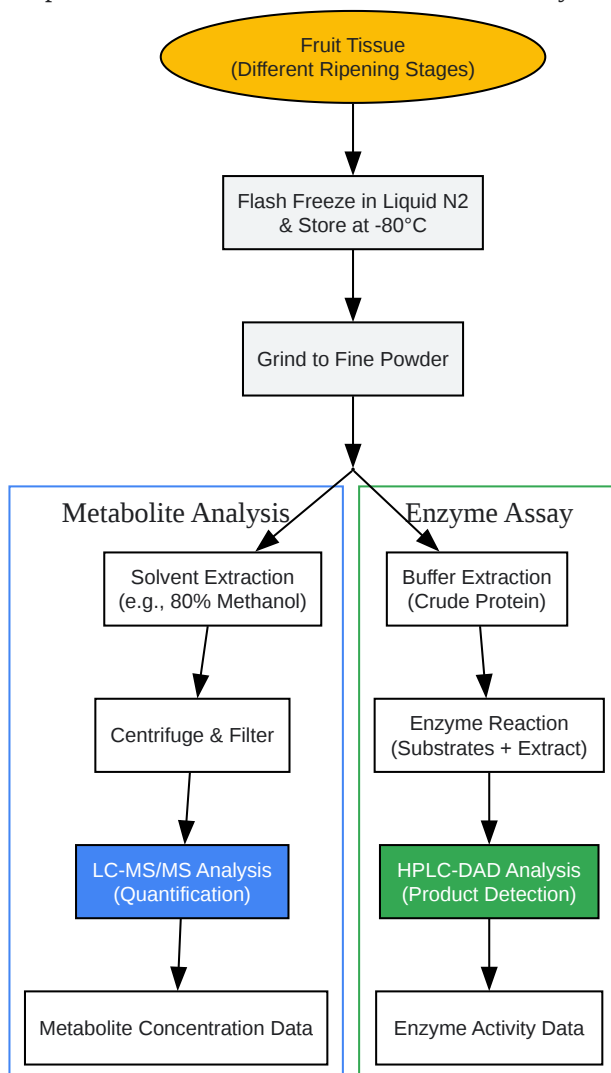 Fruit Tissue
(Different Ripening Stages)
Flash Freeze in Liquid N2
& Store at -80°C
Grind to Fine Powder
Metabolite Analysis
Solvent Extraction
(e.g., 80% Methanol)
Centrifuge & Filter
LC-MS/MS Analysis
(Quantification)
Metabolite Concentration Data
Enzyme Assay
Buffer Extraction
(Crude Protein)
Enzyme Reaction
(Substrates + Extract)
HPLC-DAD Analysis
(Product Detection)
Enzyme Activity Data